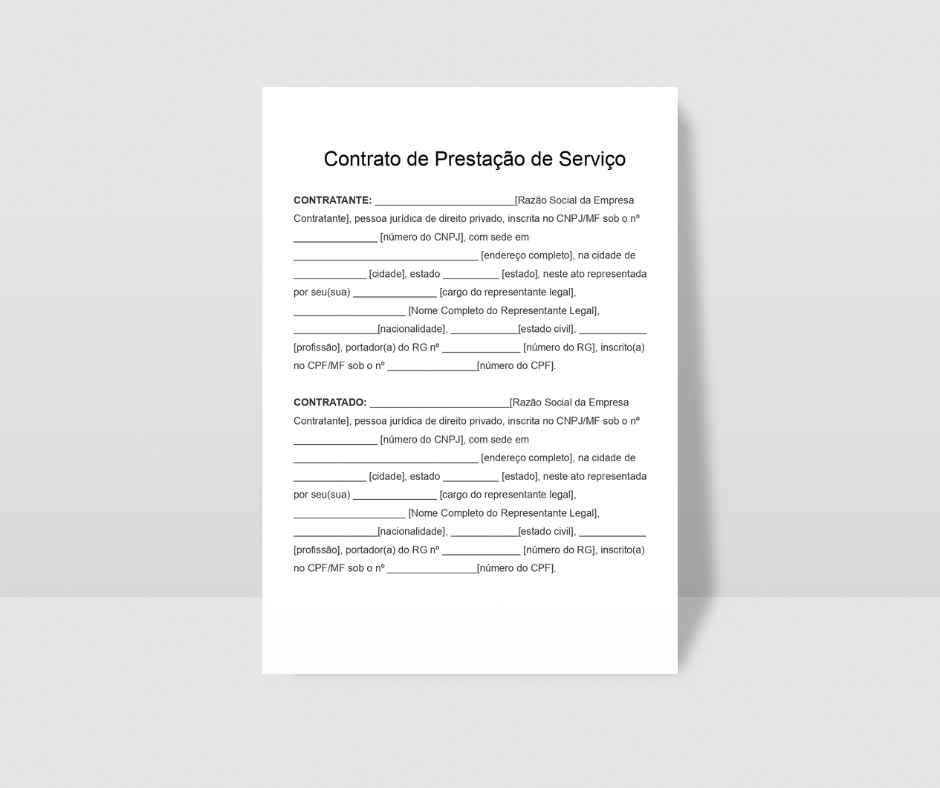 Contrato de Prestação de Serviço
CONTRATANTE: _________________________[Razão Social da Empresa
Contratante], pessoa jurídica de direito privado, inscrita no CNPJ/MF sob o nº
_______________ [número do CNPJ], com sede em
_________________________________ [endereço completo], na cidade de
_____________ [cidade], estado __________ [estado], neste ato representada
por seu(sua) _______________ [cargo do representante legal],
____________________ [Nome Completo do Representante Legal],
_______________[nacionalidade], ____________[estado civil], ____________
[profissão], portador(a) do RG nº ______________ [número do RG], inscrito(a)
no CPF/MF sob o nº ________________[número do CPF].
CONTRATADO: _________________________[Razão Social da Empresa
Contratante], pessoa jurídica de direito privado, inscrita no CNPJ/MF sob o nº
_______________ [número do CNPJ], com sede em
_________________________________ [endereço completo], na cidade de
_____________ [cidade], estado __________ [estado], neste ato representada
por seu(sua) _______________ [cargo do representante legal],
____________________ [Nome Completo do Representante Legal],
_______________[nacionalidade], ____________[estado civil], ____________
[profissão], portador(a) do RG nº ______________ [número do RG], inscrito(a)
no CPF/MF sob o nº ________________[número do CPF].